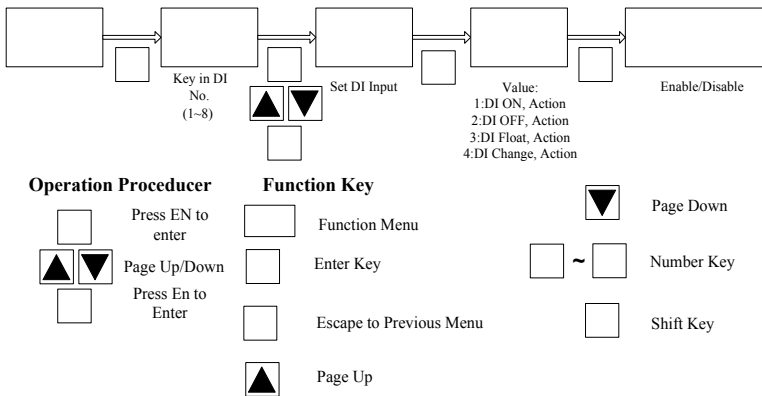 Key in DI
No.
(1~8)
Set DI Input
Value:
1:DI ON, Action
2:DI OFF, Action
3:DI Float, Action
4:DI Change, Action
Enable/Disable
Operation Proceducer
Press EN to
enter
Page Up/Down
Press En to
Enter
Function Key
Function Menu
Enter Key
Escape to Previous Menu
Page Up
Page Down
~
Number Key
Shift Key